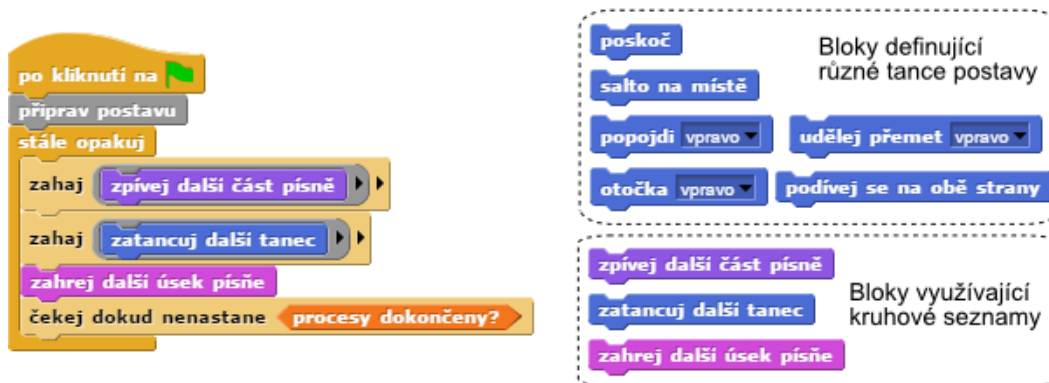 po kliknutí na
připrav postavu
stále opakuj
zahaj zpívej další část písně
zahaj zatancuj další tanec
zahrej další úsek písňe
čekej dokud nenastane procesy dokončeny?
poskoč
salto na místě
popojdi vpravo
udělej přemet vpravo
otočka vpravo
podívej se na obě strany
Bloky definující
různé tance postavy
zpívej další část písně
zatancuj další tanec
zahrej další úsek písňe
Bloky využívající
kruhové seznamy